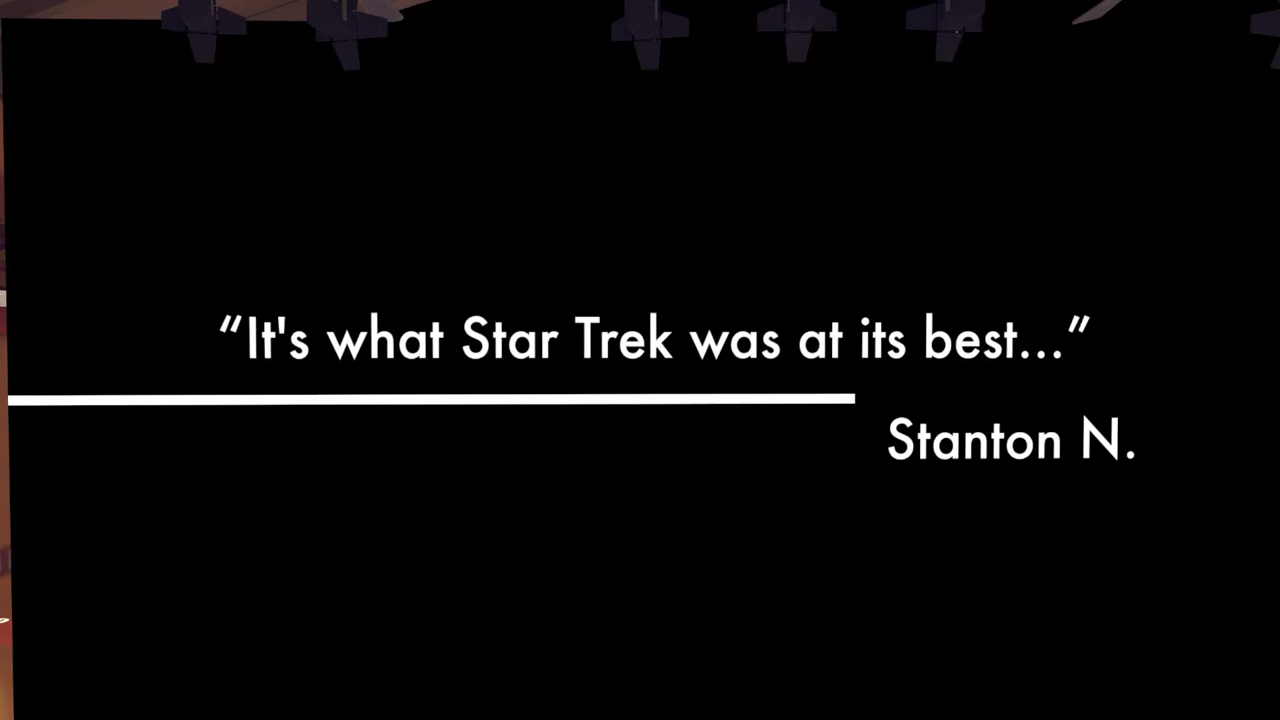 “It's what Star Trek was at its best...”
Stanton N.